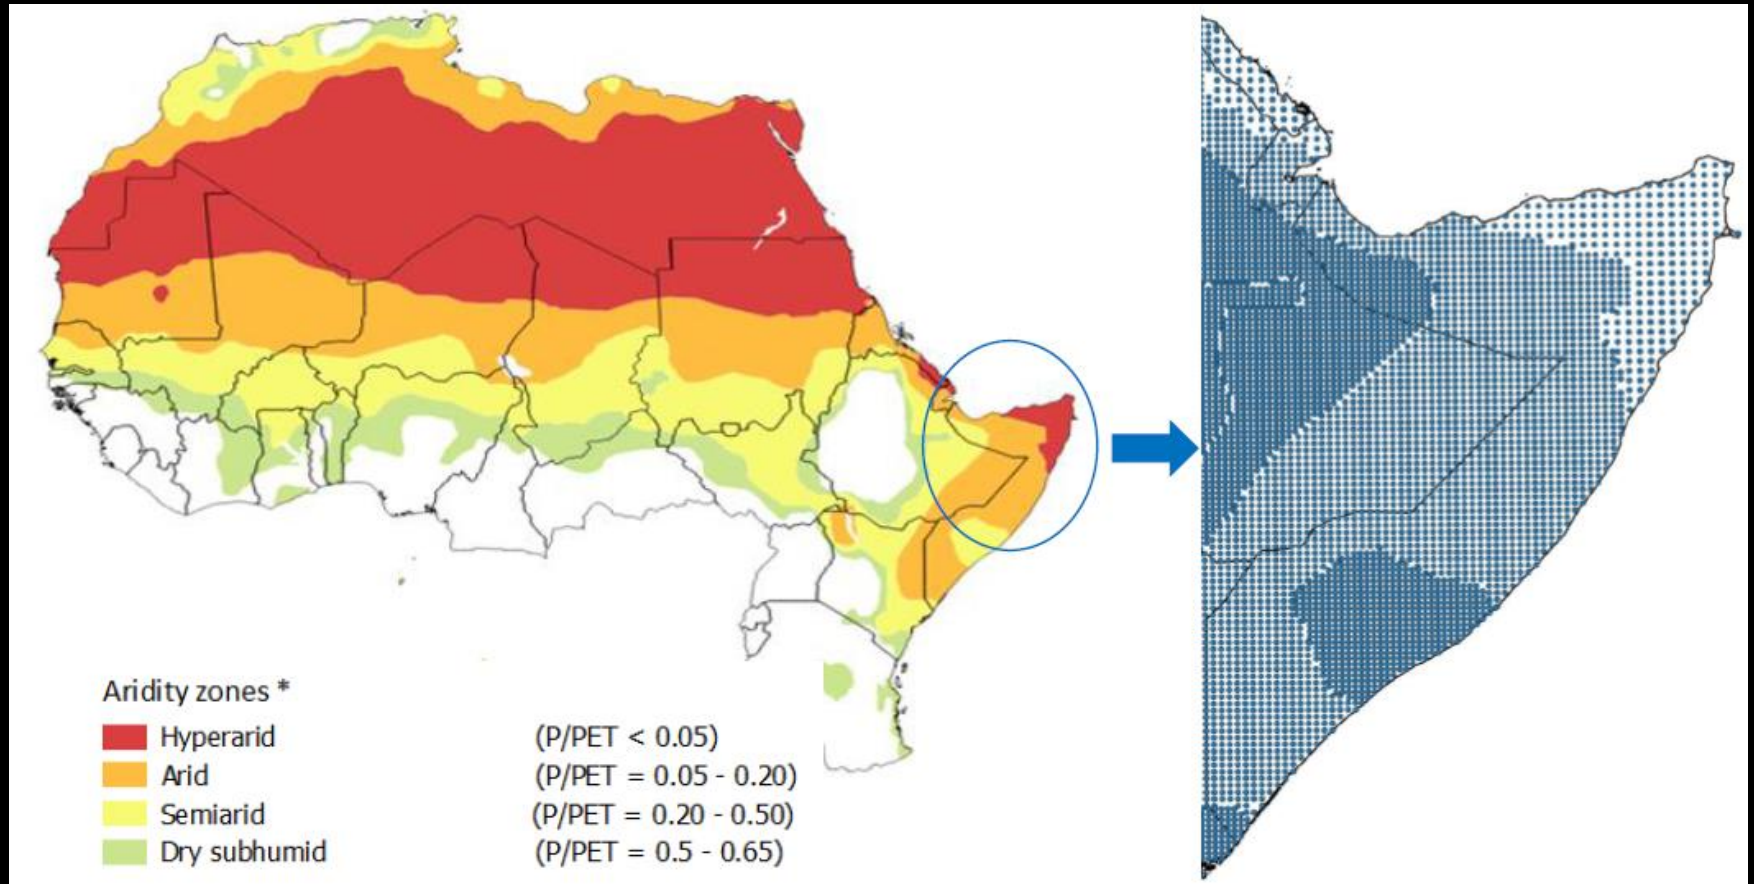 Aridity zones *
Hyperarid (P/PET < 0.05)
Arid (P/PET = 0.05 - 0.20)
Semiarid (P/PET = 0.20 - 0.50)
Dry subhumid (P/PET = 0.5 - 0.65)